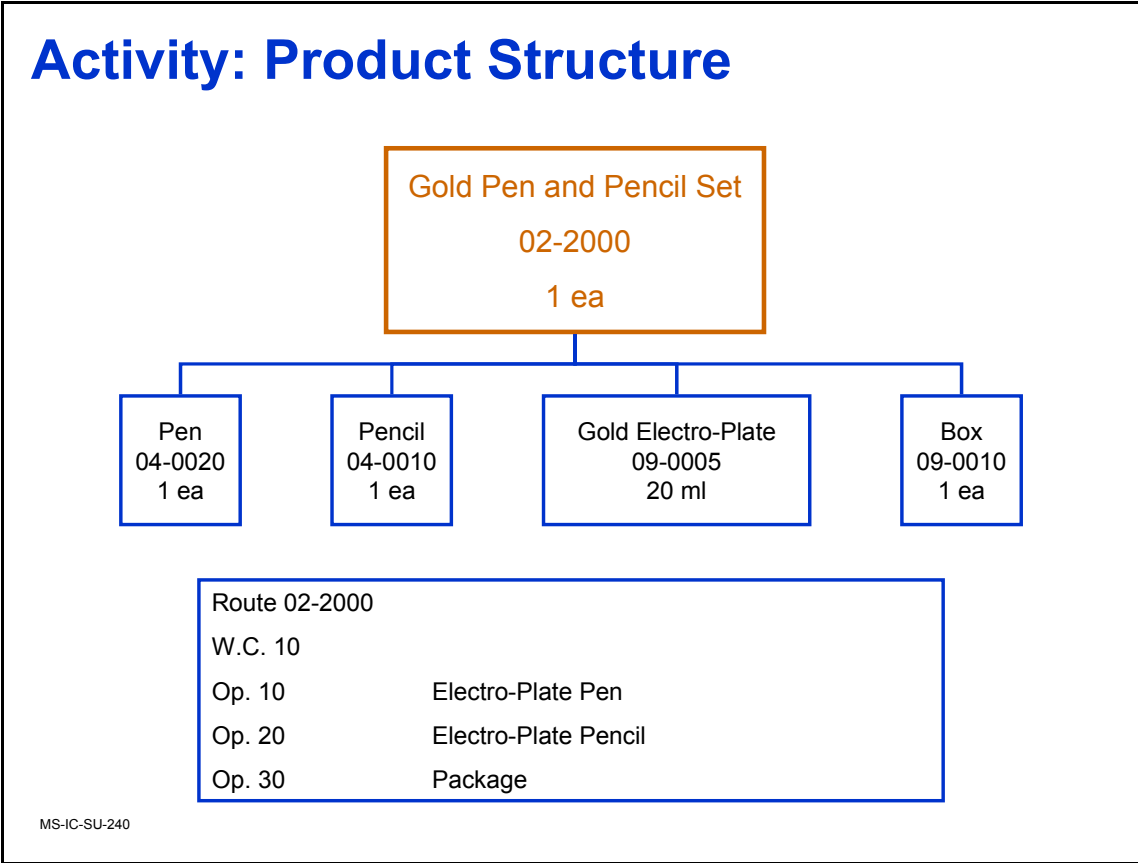 Activity: Product Structure
Gold Pen and Pencil Set
02-2000
1 ea
Pen
04-0020
1 ea
Pencil
04-0010
1 ea
Gold Electro-Plate
09-0005
20 ml
Box
09-0010
1 ea
Route 02-2000
W.C. 10
Op. 10 Electro-Plate Pen
Op. 20 Electro-Plate Pencil
Op. 30 Package
MS-IC-SU-240